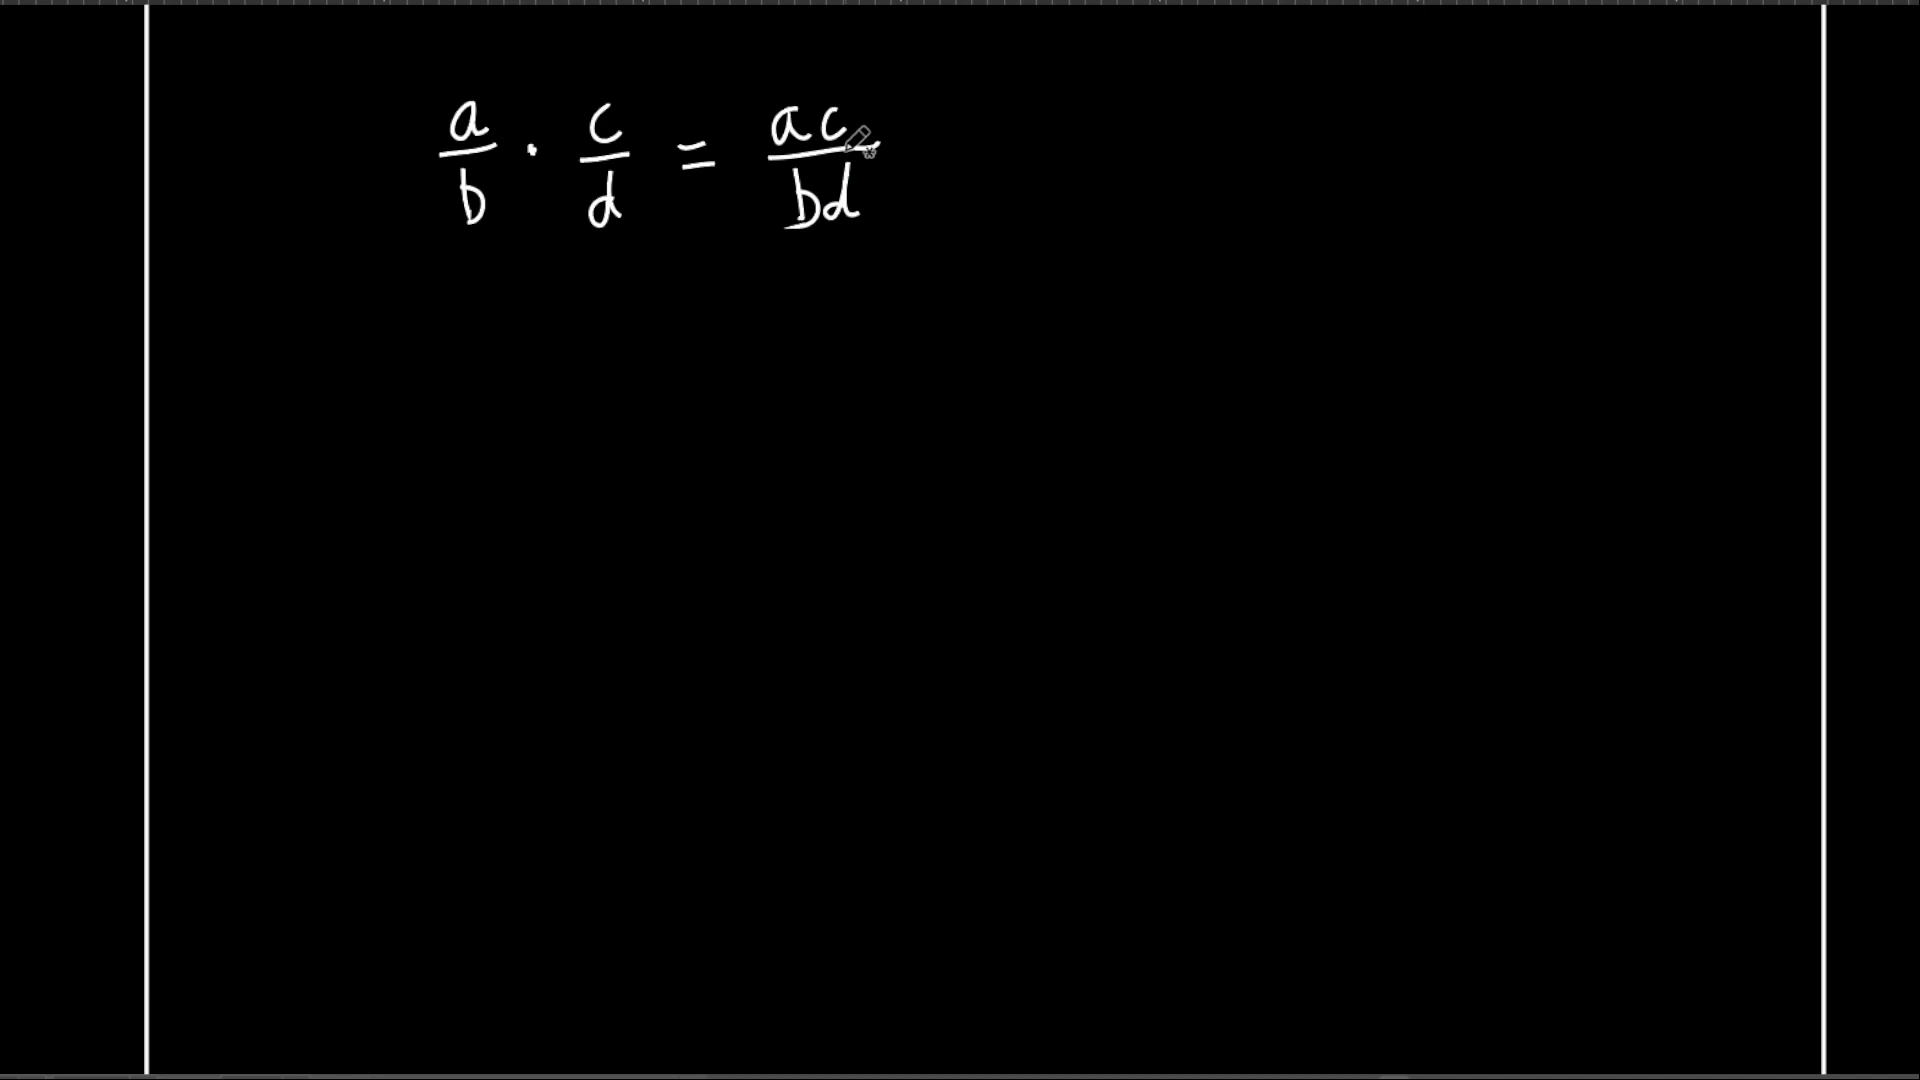 a/b · c/d = ac/bd